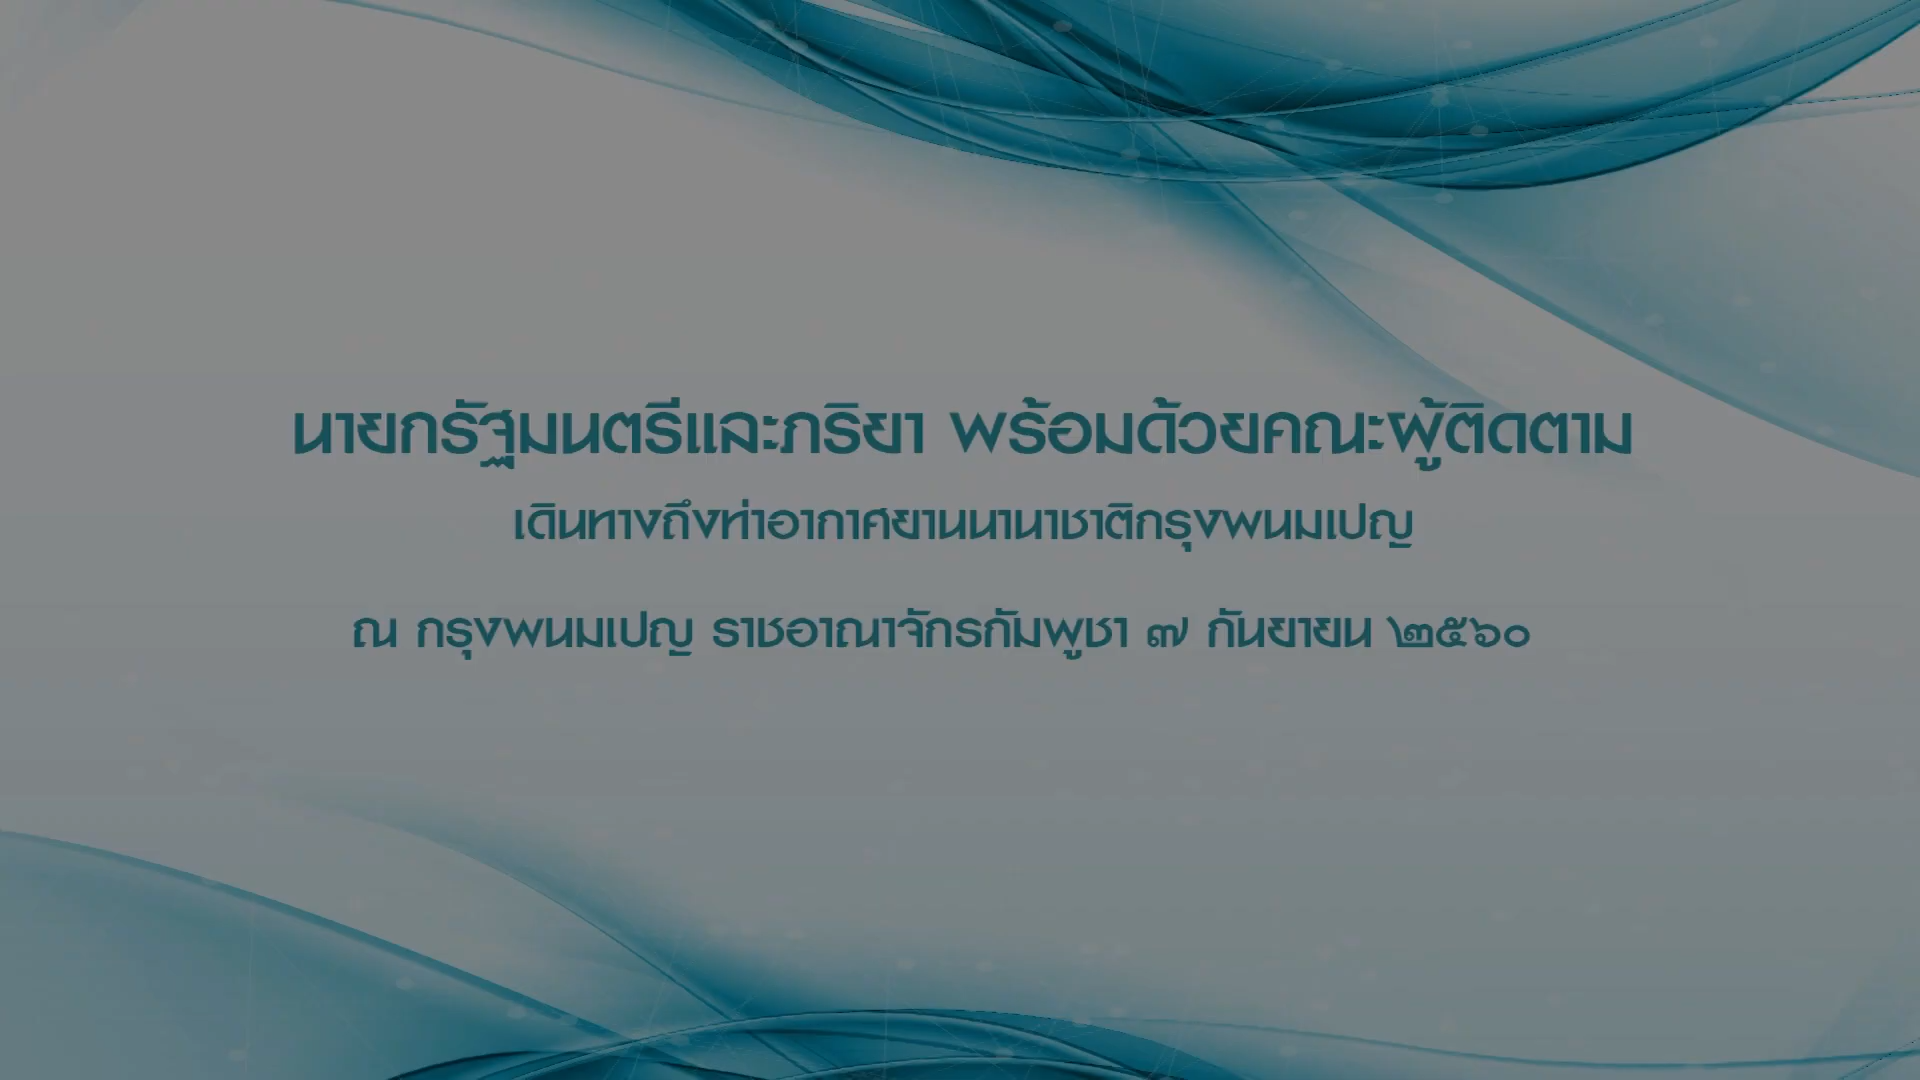 นายกรัฐมนตรีและภริยา พร้อมด้วยคณะผู้ติดตาม
เดินทางถึงท่าอากาศยานนานาชาติกรุงพนมเปญ
ณ กรุงพนมเปญ ราชอาณาจักรกัมพูชา ๗ กันยายน ๒๕๖๐